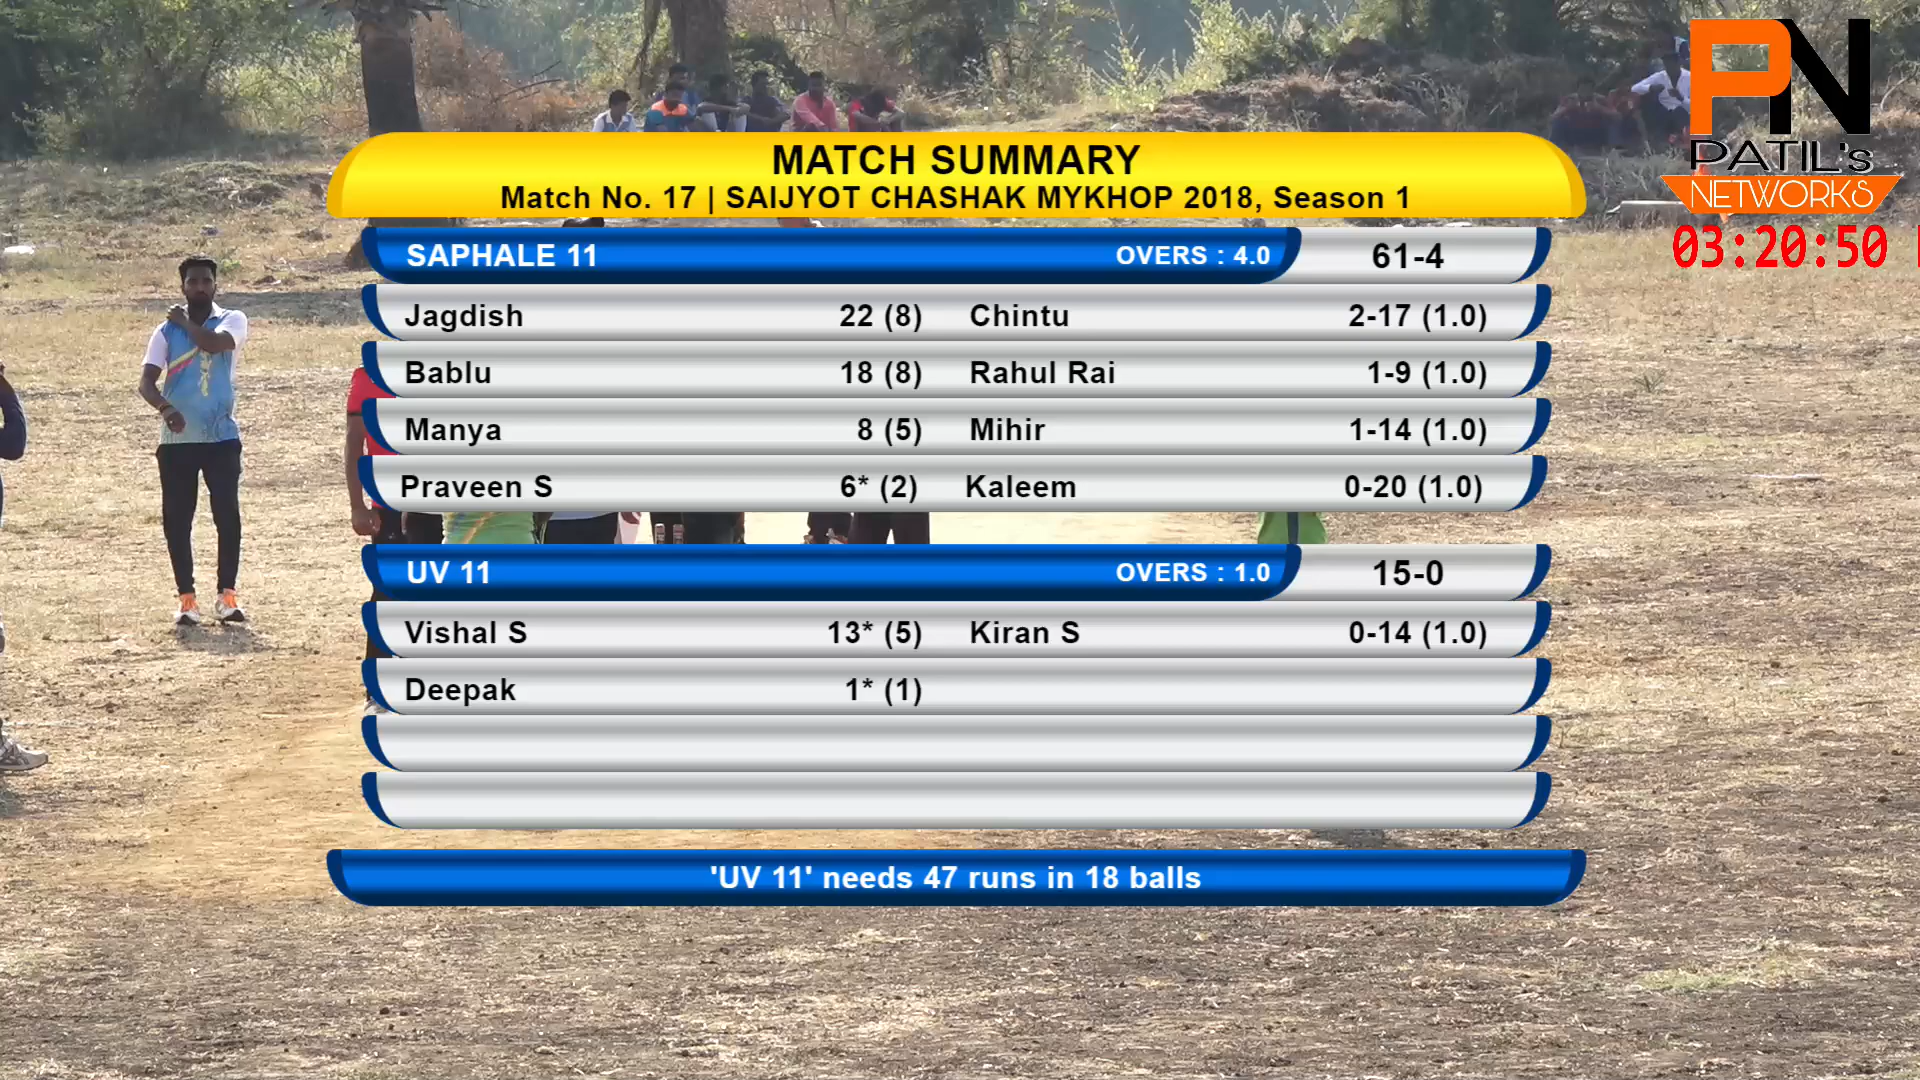 PN
PATIL's
NETWORKS
03:20:50
MATCH SUMMARY
Match No. 17 | SAIJYOT CHASHAK MYKHOP 2018, Season 1
SAPHALE 11 OVERS : 4.0 61-4
Jagdish 22 (8) Chintu 2-17 (1.0)
Bablu 18 (8) Rahul Rai 1-9 (1.0)
Manya 8 (5) Mihir 1-14 (1.0)
Praveen S 6* (2) Kaleem 0-20 (1.0)
UV 11 OVERS : 1.0 15-0
Vishal S 13* (5) Kiran S 0-14 (1.0)
Deepak 1* (1)
'UV 11' needs 47 runs in 18 balls